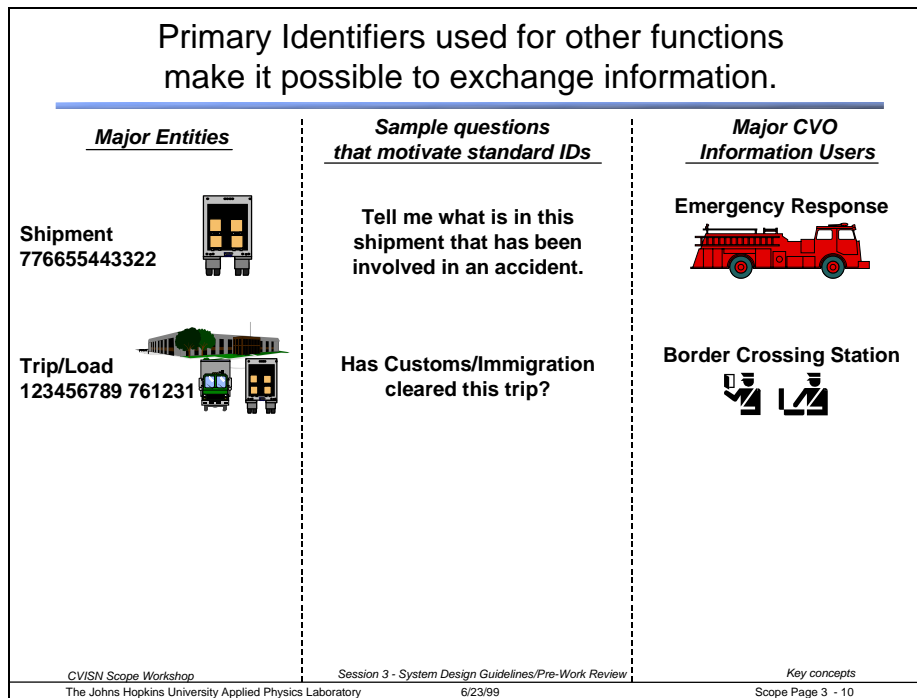 Primary Identifiers used for other functions
make it possible to exchange information.
Major Entities
Sample questions
that motivate standard IDs
Major CVO
Information Users
Shipment
776655443322
Tell me what is in this
shipment that has been
involved in an accident.
Emergency Response
Trip/Load
123456789 761231
Has Customs/Immigration
cleared this trip?
Border Crossing Station
CVISN Scope Workshop
Session 3 - System Design Guidelines/Pre-Work Review
Key concepts
The Johns Hopkins University Applied Physics Laboratory
6/23/99
Scope Page 3 - 10